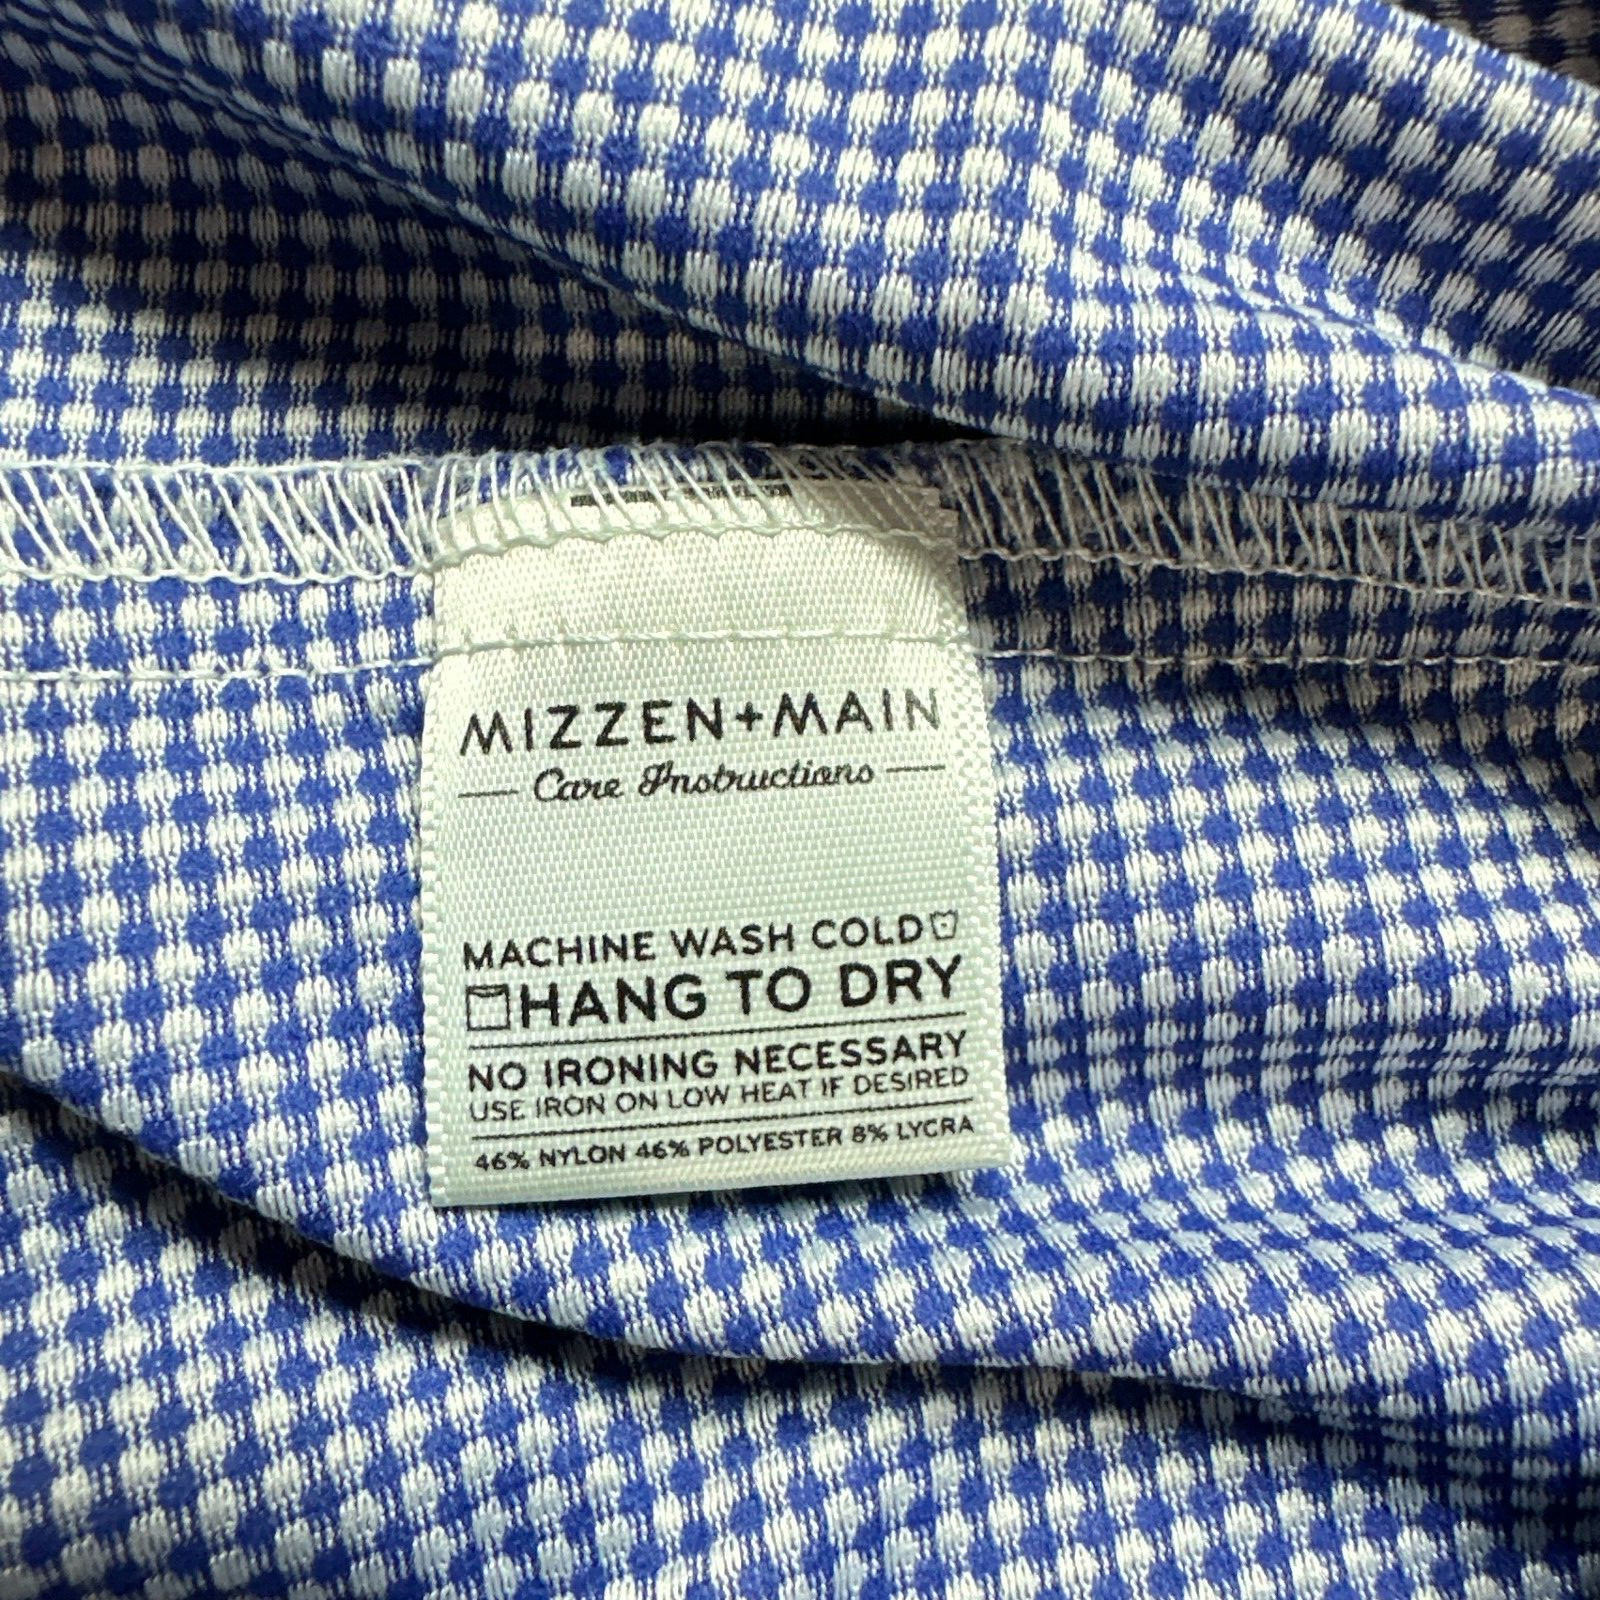 MIZZEN+MAIN
Care Instructions
MACHINE WASH COLD
HANG TO DRY
NO IRONING NECESSARY
USE IRON ON LOW HEAT IF DESIRED
46% NYLON 46% POLYESTER 8% LYCRA